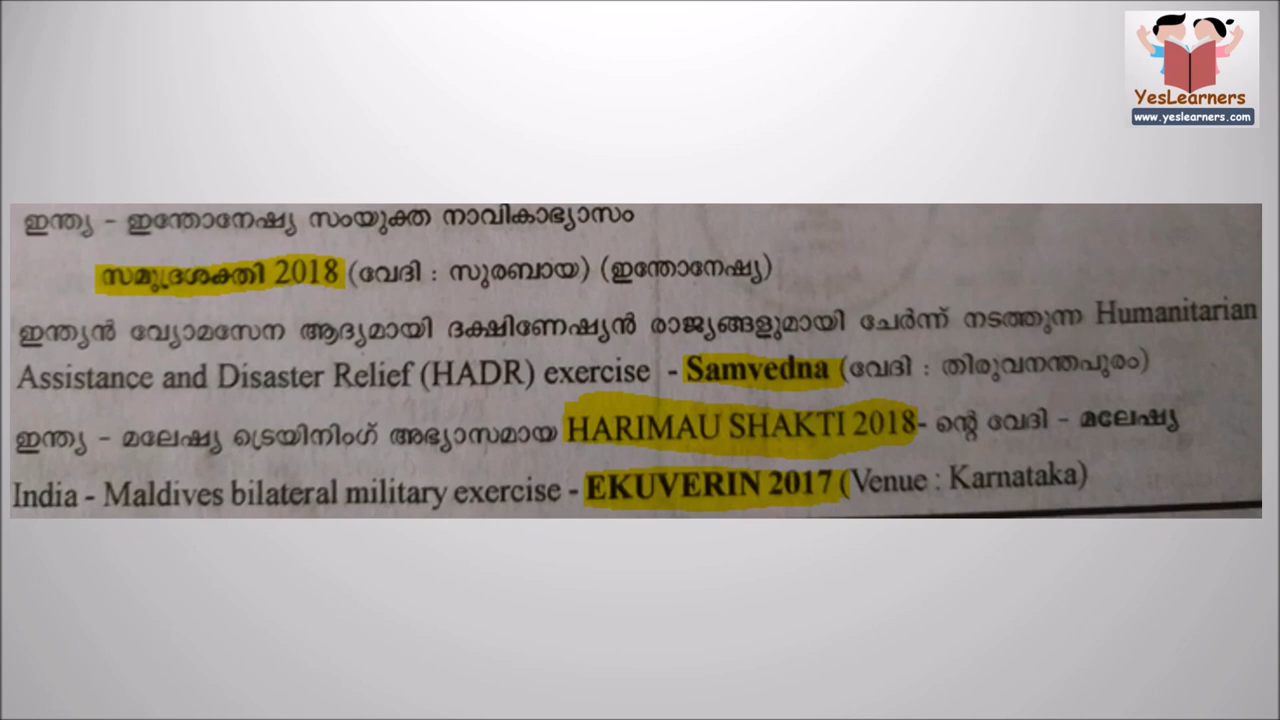 YesLearners
www.yeslearners.com
ഇന്ത്യ - ഇന്തോനേഷ്യ സംയുക്ത നാവികാഭ്യാസം
സമുദ്രശക്തി 2018 (വേദി : സുരബായ) (ഇന്തോനേഷ്യ)
ഇന്ത്യൻ വ്യോമസേന ആദ്യമായി ദക്ഷിണേഷ്യൻ രാജ്യങ്ങളുമായി ചേർന്ന് നടത്തുന്ന Humanitarian
Assistance and Disaster Relief (HADR) exercise - Samvedna (വേദി : തിരുവനന്തപുരം)
ഇന്ത്യ - മലേഷ്യ ട്രെയിനിംഗ് അഭ്യാസമായ HARIMAU SHAKTI 2018- ന്റെ വേദി - മലേഷ്യ
India - Maldives bilateral military exercise - EKUVERIN 2017 (Venue : Karnataka)